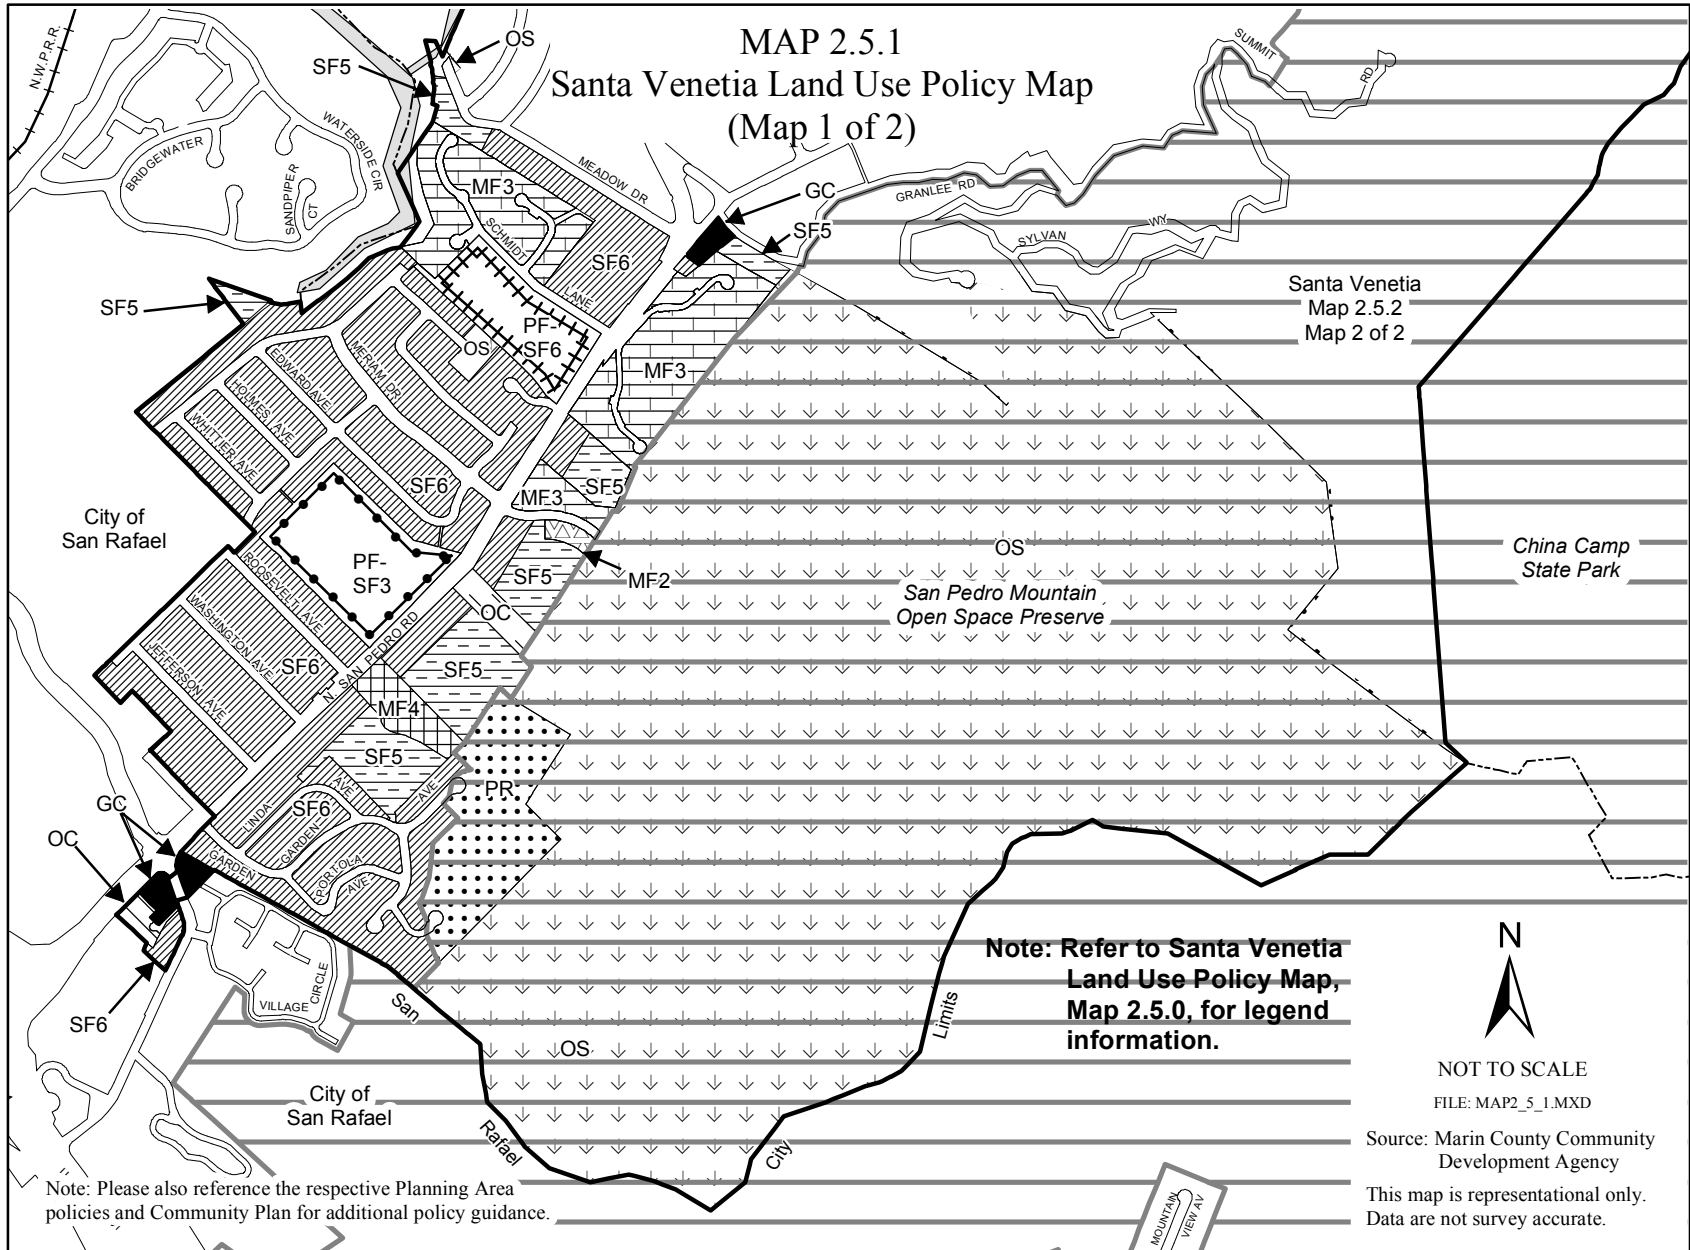 MAP 2.5.1
Santa Venetia Land Use Policy Map
(Map 1 of 2)
N.W.P.R.R.
OS
SF5
SUMMIT
RD
WATERSIDE CIR
BRIDGEWATER
SANDPIPER
CT
MEADOW DR
MF3
GC
GRANLEE RD
SCHMIDT
LANE
SF5
SF6
SYLVAN
WY
Santa Venetia
Map 2.5.2
Map 2 of 2
SF5
PF-
SF6
OS
MERIAM DR
EDWARD AVE
HOLMES AVE
WHITTIER AVE
MF3
SF6
MF3
SF5
City of
San Rafael
PF-
SF3
SF5
MF2
OS
San Pedro Mountain
Open Space Preserve
China Camp
State Park
ROOSEVELT AVE
WASHINGTON AVE
JEFFERSON AVE
OC
N SAN PEDRO RD
SF6
SF5
MF4
SF5
PR
GC
OC
LINDA
AVE
SF6
GARDEN
AVE
GARDEN
PORTOLA
AVE
Note: Refer to Santa Venetia
Land Use Policy Map,
Map 2.5.0, for legend
information.
N
VILLAGE CIRCLE
SF6
San
Rafael
City
Limits
OS
City of
San Rafael
NOT TO SCALE
FILE: MAP2_5_1.MXD
Source: Marin County Community
Development Agency
This map is representational only.
Data are not survey accurate.
Note: Please also reference the respective Planning Area
policies and Community Plan for additional policy guidance.
MOUNTAIN
VIEW AV